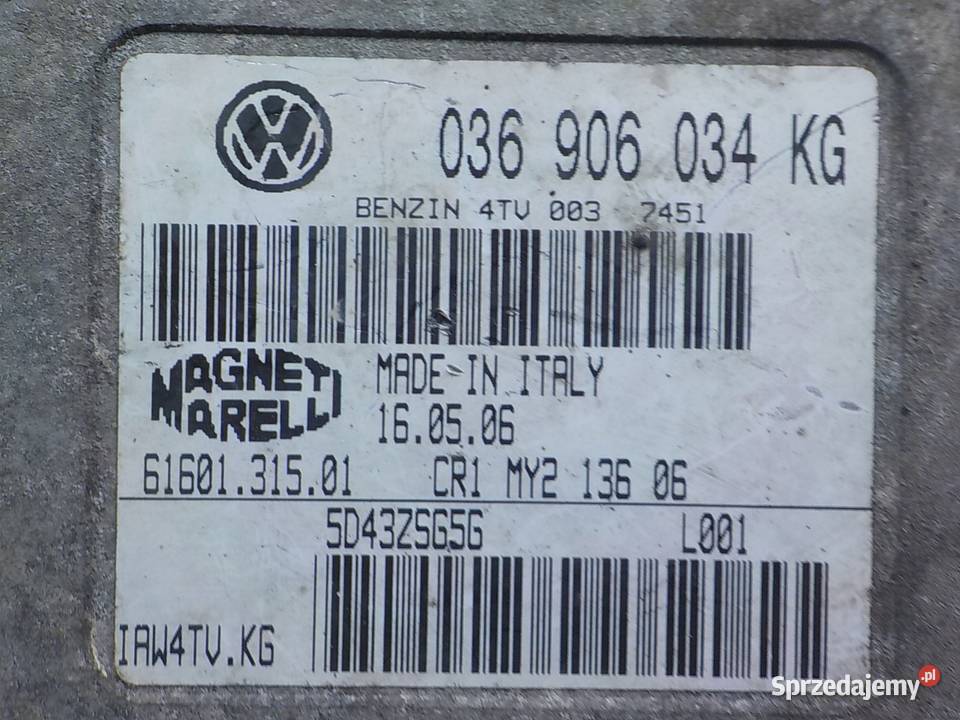 036 906 034 KG
BENZIN 4TV 003 7451
MAGNETI MARELLI
MADE IN ITALY
16.05.06
61601.315.01 CR1 MY2 136 06
5D43ZSG5G L001
IAW4TV.KG
Sprzedajemy.pl